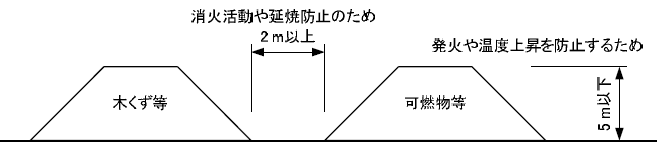 消火活動や延焼防止のため
2m以上
発火や温度上昇を防止するため
木くず等
可燃物等
5m以下